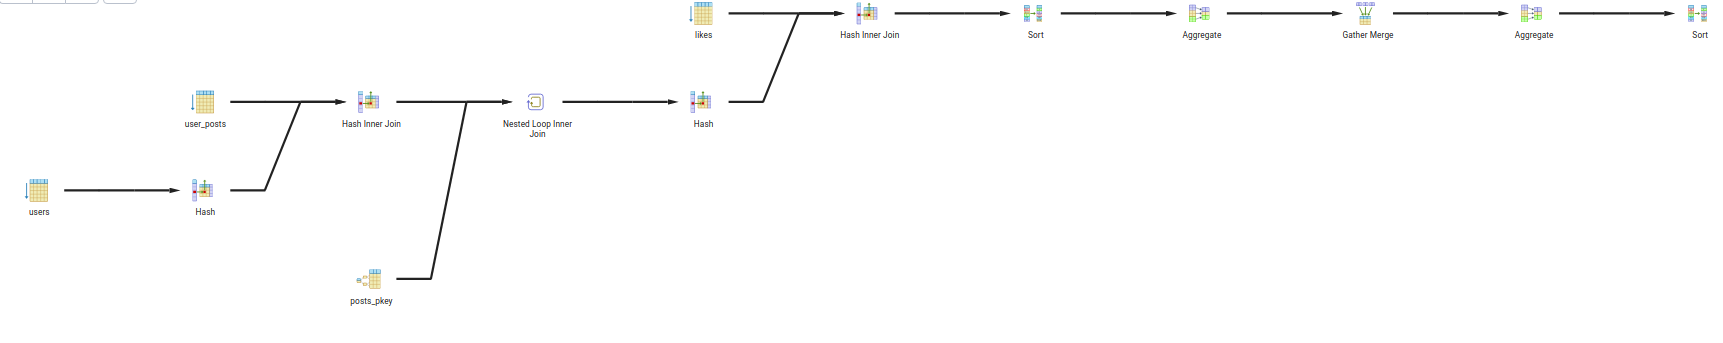 likes
Hash Inner Join
Sort
Aggregate
Gather Merge
Aggregate
Sort
user_posts
Hash Inner Join
Nested Loop Inner
Join
Hash
users
Hash
posts_pkey